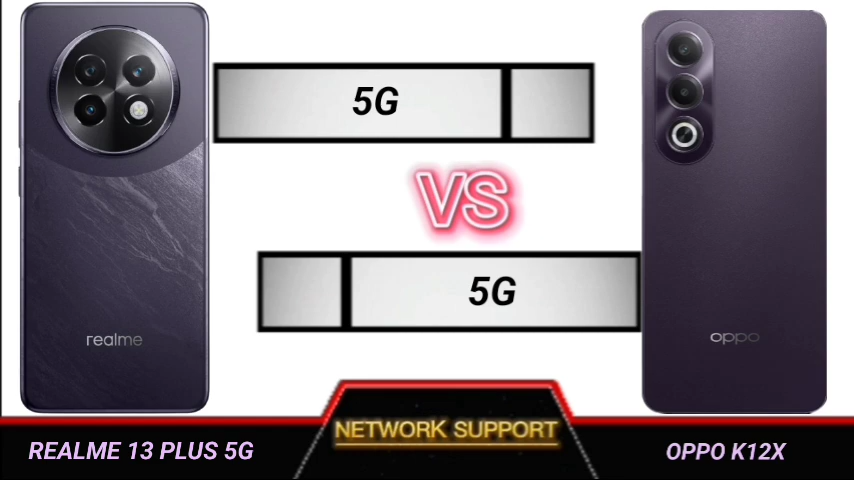 5G
VS
5G
realme
oppo
NETWORK SUPPORT
REALME 13 PLUS 5G
OPPO K12X